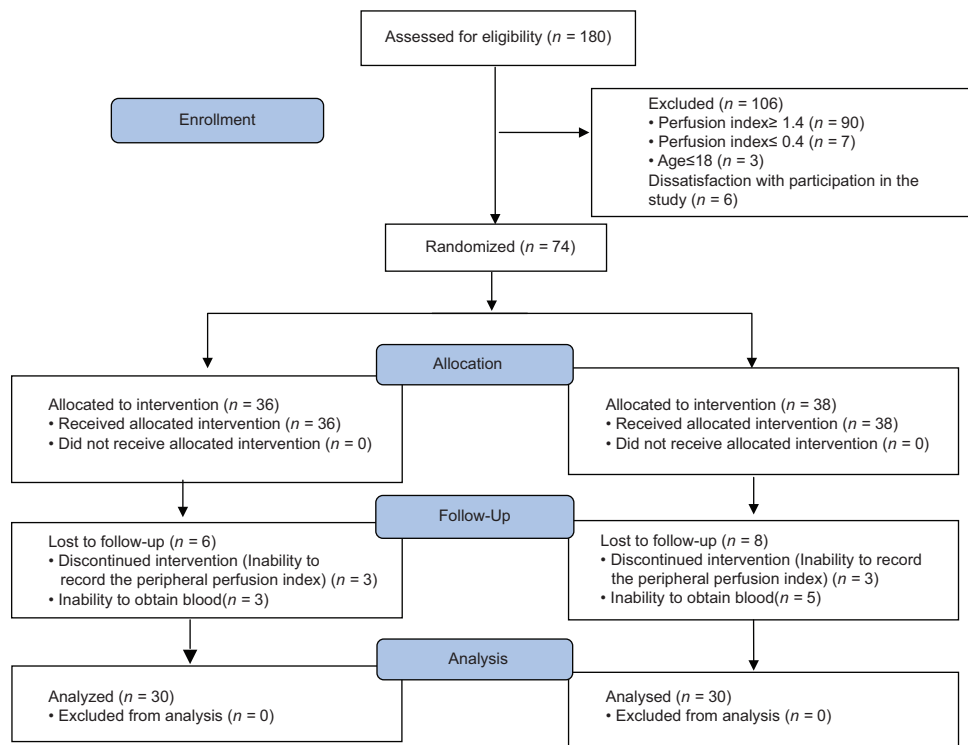 Assessed for eligibility (n = 180)
Enrollment
Excluded (n = 106)
• Perfusion index≥ 1.4 (n = 90)
• Perfusion index≤ 0.4 (n = 7)
• Age≤18 (n = 3)
Dissatisfaction with participation in the
study (n = 6)
Randomized (n = 74)
Allocation
Allocated to intervention (n = 36)
• Received allocated intervention (n = 36)
• Did not receive allocated intervention (n = 0)
Allocated to intervention (n = 38)
• Received allocated intervention (n = 38)
• Did not receive allocated intervention (n = 0)
Follow-Up
Lost to follow-up (n = 6)
• Discontinued intervention (Inability to
record the peripheral perfusion index) (n = 3)
• Inability to obtain blood(n = 3)
Lost to follow-up (n = 8)
• Discontinued intervention (Inability to record
the peripheral perfusion index) (n = 3)
• Inability to obtain blood(n = 5)
Analysis
Analyzed (n = 30)
• Excluded from analysis (n = 0)
Analysed (n = 30)
• Excluded from analysis (n = 0)